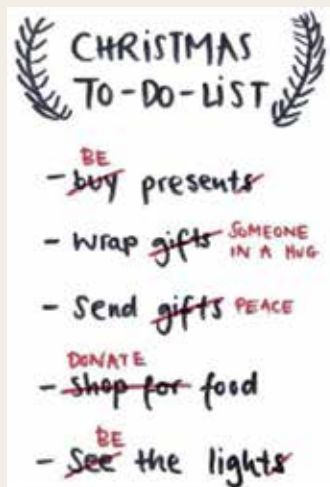 CHRiSTMAS
TO-DO-LiST
BE
- buy presents
- wrap gifts SOMEONE
IN A HUG
- Send gifts PEACE
DONATE
- shop for food
BE
- See the lights